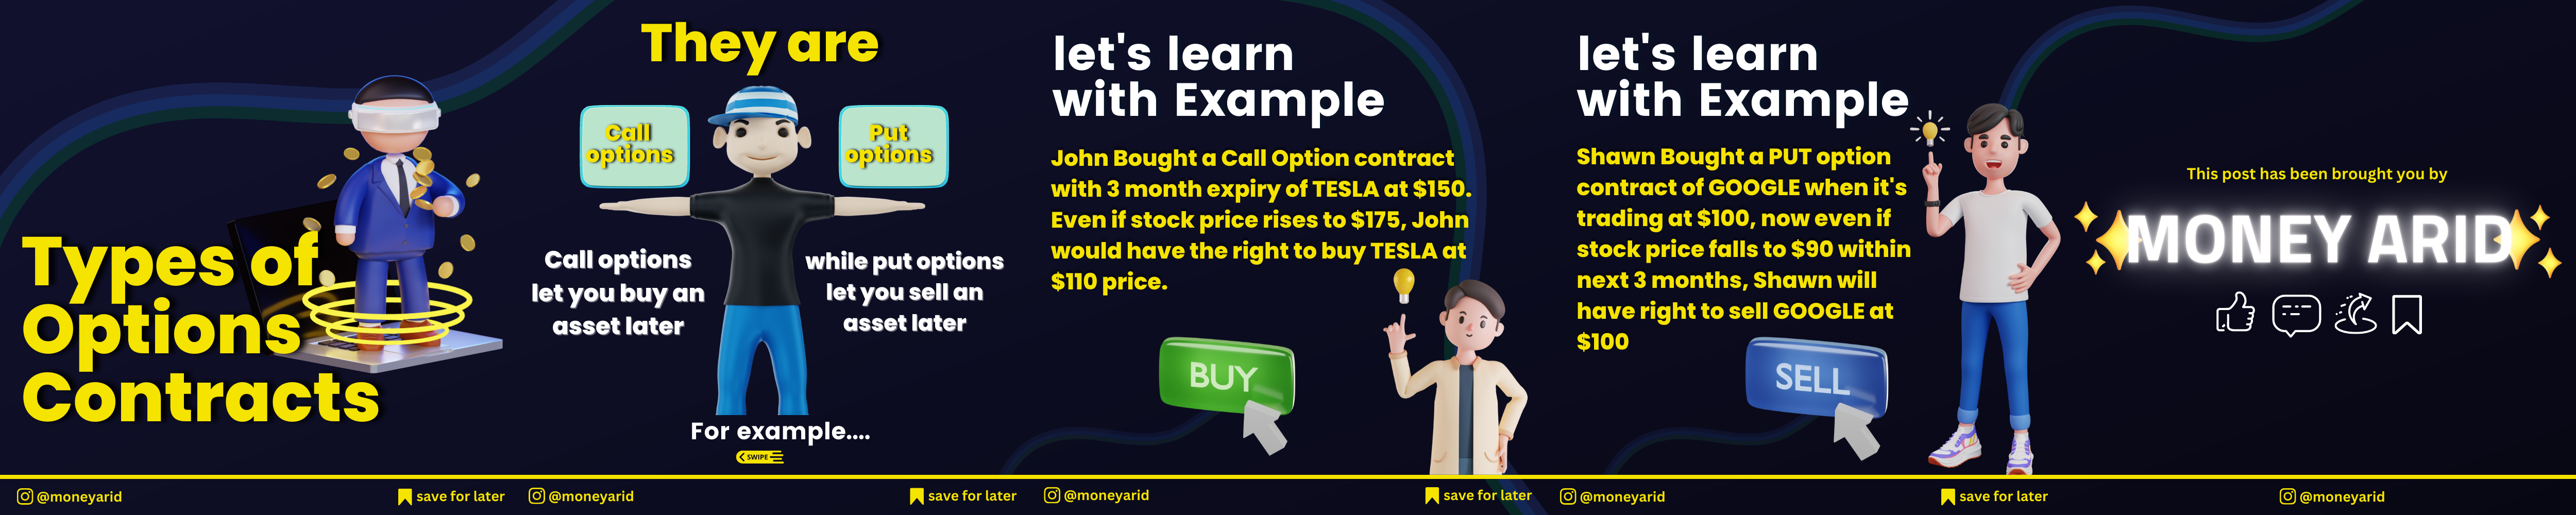 Types of
Options
Contracts
@moneyarid
save for later
They are
Call
options
Put
options
Call options
let you buy an
asset later
while put options
let you sell an
asset later
For example....
SWIPE
@moneyarid
save for later
let's learn
with Example
John Bought a Call Option contract
with 3 month expiry of TESLA at $150.
Even if stock price rises to $175, John
would have the right to buy TESLA at
$110 price.
BUY
@moneyarid
save for later
let's learn
with Example
Shawn Bought a PUT option
contract of GOOGLE when it's
trading at $100, now even if
stock price falls to $90 within
next 3 months, Shawn will
have right to sell GOOGLE at
$100
SELL
@moneyarid
save for later
This post has been brought you by
MONEY ARID
@moneyarid